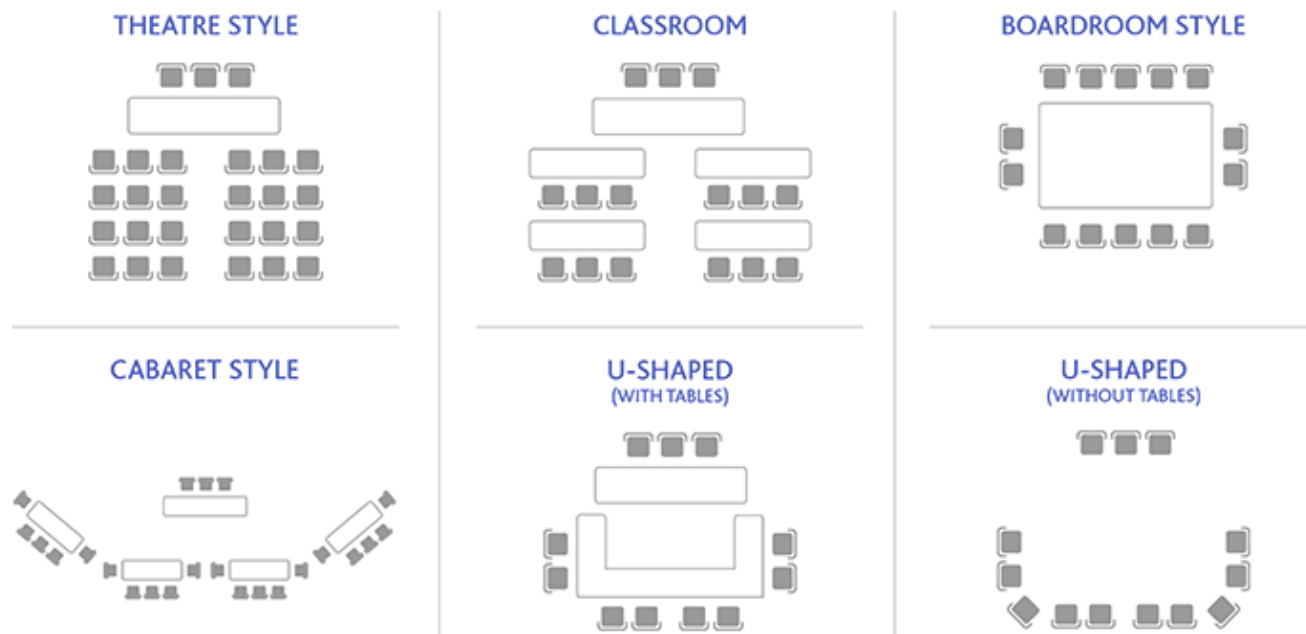 THEATRE STYLE
CLASSROOM
BOARDROOM STYLE
CABARET STYLE
U-SHAPED
(WITH TABLES)
U-SHAPED
(WITHOUT TABLES)